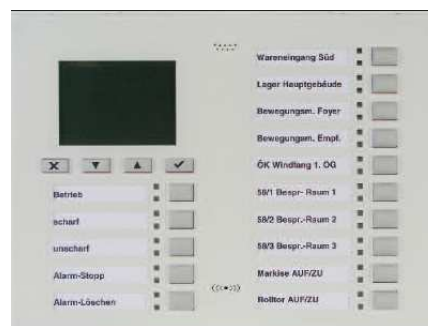 Betrieb
scharf
unscharf
Alarm-Stopp
Alarm-Löschen
Wareneingang Süd
Lager Hauptgebäude
Bewegungsm. Foyer
Bewegungsm. Empf.
ÖK Windfang 1. OG
58/1 Bespr- Raum 1
58/2 Bespr.-Raum 2
58/3 Bespr.-Raum 3
Markise AUF/ZU
Rolltor AUF/ZU